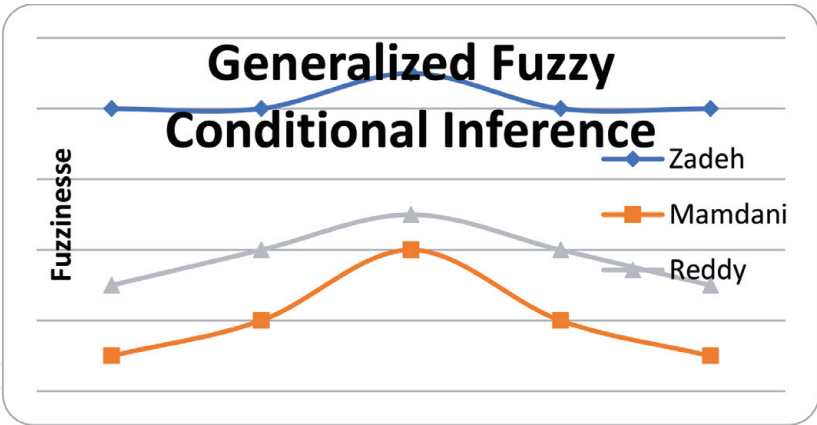 Generalized Fuzzy
Conditional Inference
Fuzzinesse
Zadeh
Mamdani
Reddy